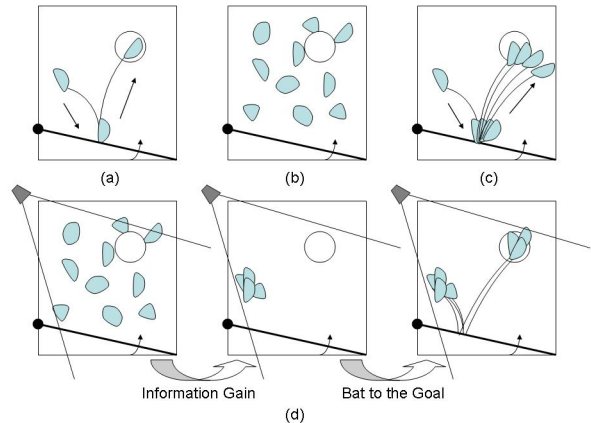 (a)
(b)
(c)
Information Gain
Bat to the Goal
(d)